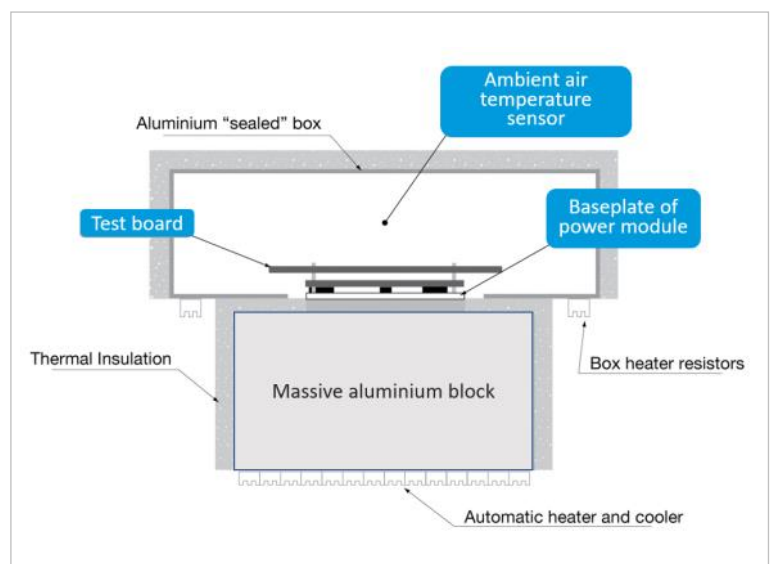 Ambient air
temperature
sensor
Aluminium “sealed” box
Test board
Baseplate of
power module
Thermal Insulation
Box heater resistors
Massive aluminium block
Automatic heater and cooler